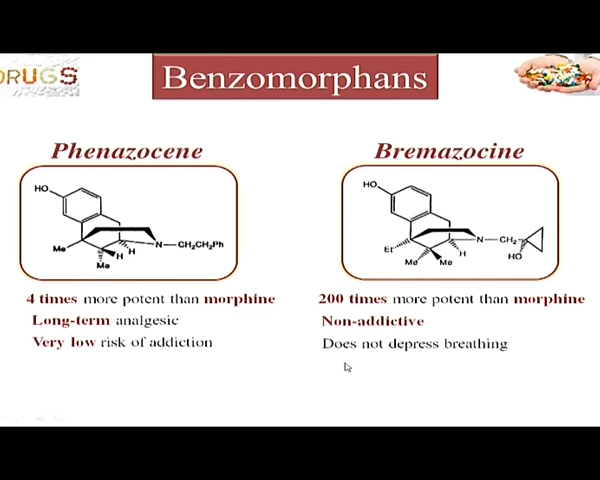 DRUGS
Benzomorphans
Phenazocene
Bremazocine
HO
Me
Me
H
H
N
CH₂CH₂Ph
HO
Et
Me
Me
H
N
CH₂
HO
4 times more potent than morphine
Long-term analgesic
Very low risk of addiction
200 times more potent than morphine
Non-addictive
Does not depress breathing